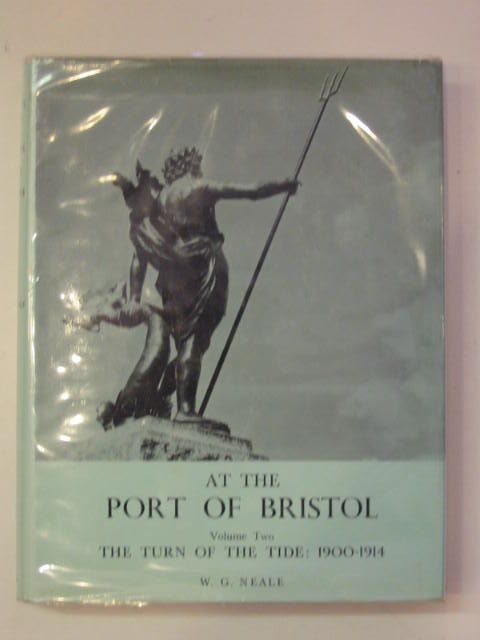 AT THE
PORT OF BRISTOL
Volume Two
THE TURN OF THE TIDE: 1900-1914
W. G. NEALE